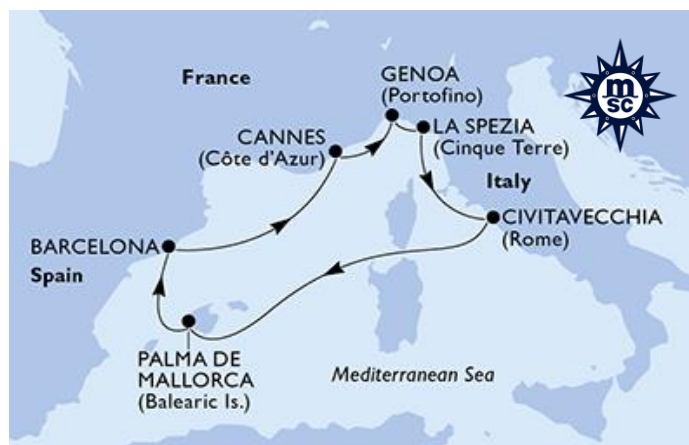 France
GENOA
(Portofino)
m
sc
CANNES
(Côte d'Azur)
LA SPEZIA
(Cinque Terre)
Italy
CIVITAVECCHIA
(Rome)
BARCELONA
Spain
PALMA DE
MALLORCA
(Balearic Is.)
Mediterranean Sea